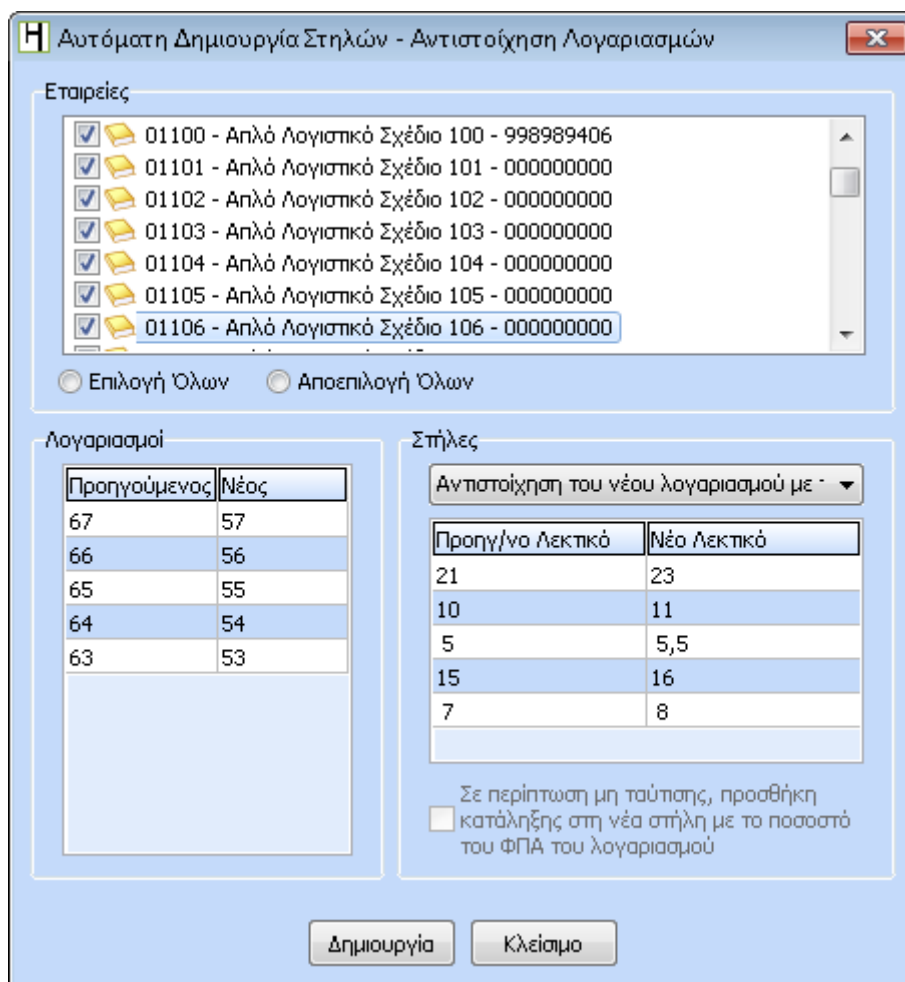 H Αυτόματη Δημιουργία Στηλών - Αντιστοίχηση Λογαριασμών
Εταιρείες
01100 - Απλό Λογιστικό Σχέδιο 100 - 998989406
01101 - Απλό Λογιστικό Σχέδιο 101 - 000000000
01102 - Απλό Λογιστικό Σχέδιο 102 - 000000000
01103 - Απλό Λογιστικό Σχέδιο 103 - 000000000
01104 - Απλό Λογιστικό Σχέδιο 104 - 000000000
01105 - Απλό Λογιστικό Σχέδιο 105 - 000000000
01106 - Απλό Λογιστικό Σχέδιο 106 - 000000000
Επιλογή Όλων Αποεπιλογή Όλων
Λογαριασμοί
Προηγούμενος Νέος
67 57
66 56
65 55
64 54
63 53
Στήλες
Αντιστοίχηση του νέου λογαριασμού με
Προηγ/νο Λεκτικό Νέο Λεκτικό
21 23
10 11
5 5,5
15 16
7 8
Σε περίπτωση μη ταύτισης, προσθήκη
κατάληξης στη νέα στήλη με το ποσοστό
του ΦΠΑ του λογαριασμού
Δημιουργία Κλείσιμο